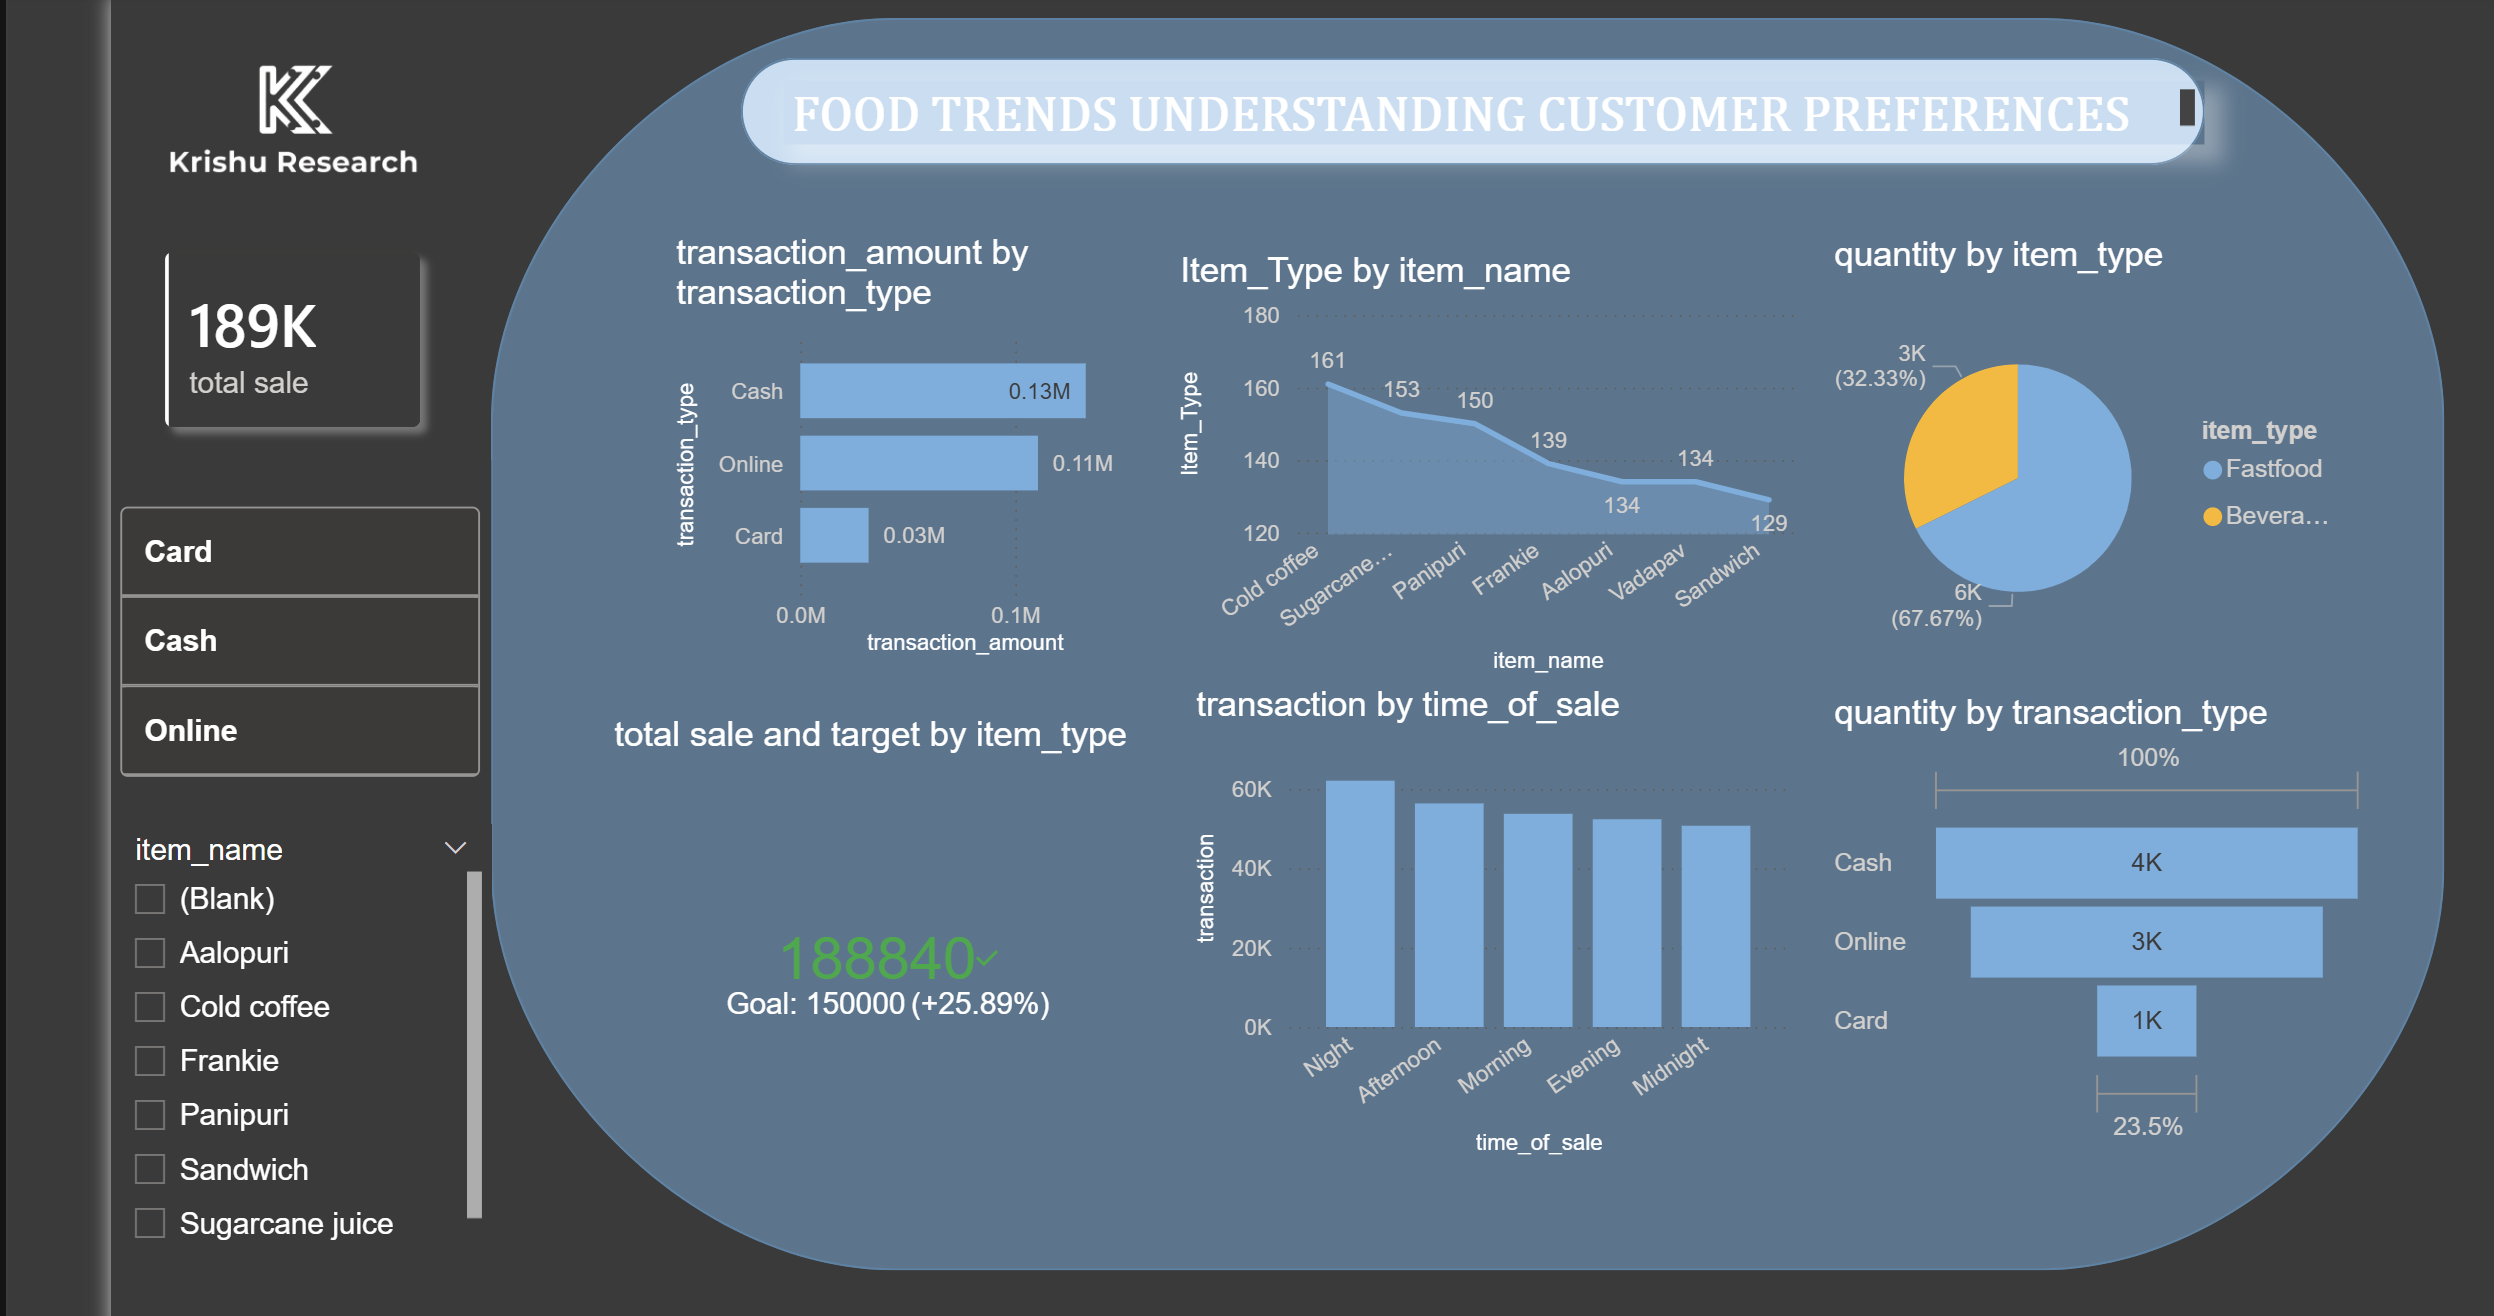 Krishu Research
189K
total sale
Card
Cash
Online
item_name
(Blank)
Aalopuri
Cold coffee
Frankie
Panipuri
Sandwich
Sugarcane juice
FOOD TRENDS UNDERSTANDING CUSTOMER PREFERENCES
transaction_amount by
transaction_type
transaction_type
Cash
0.13M
Online
0.11M
Card
0.03M
0.0M
0.1M
transaction_amount
Item_Type by item_name
Item_Type
180
160
140
120
161
153
150
139
134
134
129
Cold coffee
Sugarcane...
Panipuri
Frankie
Aalopuri
Vadapav
Sandwich
item_name
quantity by item_type
3K
(32.33%)
6K
(67.67%)
item_type
Fastfood
Bevera...
total sale and target by item_type
188840
Goal: 150000 (+25.89%)
transaction by time_of_sale
transaction
60K
40K
20K
0K
Night
Afternoon
Morning
Evening
Midnight
time_of_sale
quantity by transaction_type
100%
Cash
4K
Online
3K
Card
1K
23.5%